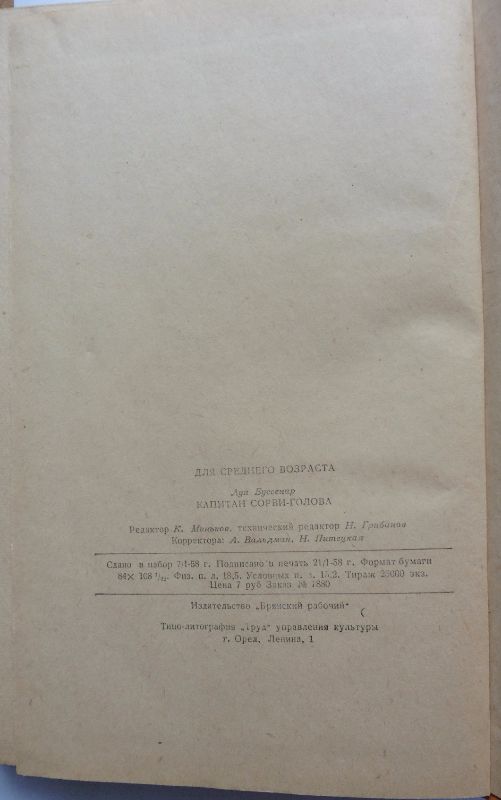 ДЛЯ СРЕДНЕГО ВОЗРАСТА
Луи Буссенар
КАПИТАН СОРВИ-ГОЛОВА
Редактор К. Миньков, технический редактор Н. Грибанов
Корректора: А. Вальдман, Н. Питецкая
Сдано в набор 7/I-58 г. Подписано в печать 21/I-58 г. Формат бумаги
84× 108 1/32. Физ. п. л. 18,5. Условных п. л. 15,2. Тираж экз.
Цена 7 руб Заказ № 7880
Издательство „Брянский рабочий"
Типо-литография „Труд" управления культуры
г. Орел, Ленина, 1